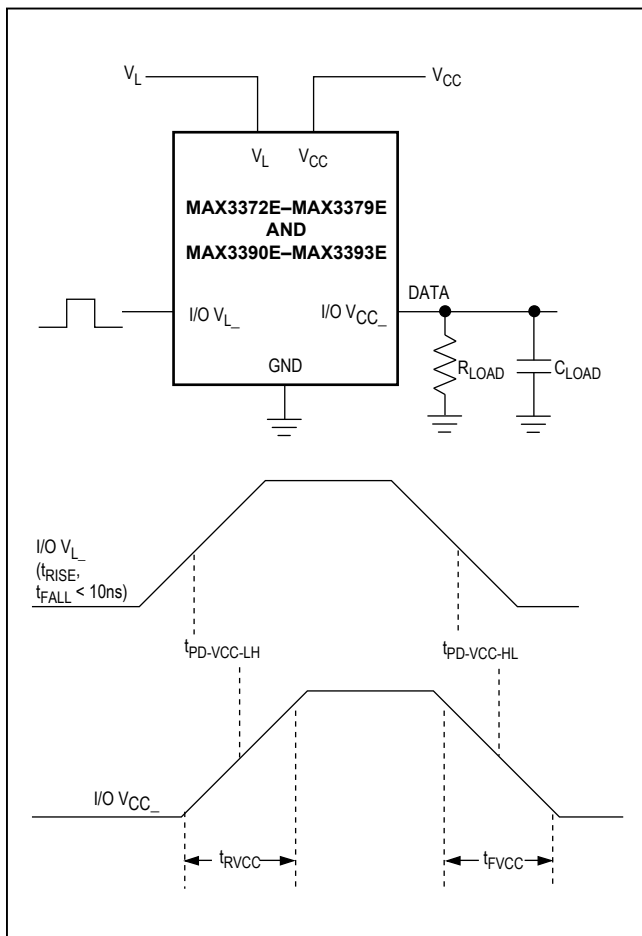 V_L
V_CC
V_L V_CC
MAX3372E–MAX3379E
AND
MAX3390E–MAX3393E
I/O V_L_
I/O V_CC_
DATA
GND
R_LOAD
C_LOAD
I/O V_L_
(t_RISE,
t_FALL < 10ns)
t_PD-VCC-LH
t_PD-VCC-HL
I/O V_CC_
t_RVCC
t_FVCC